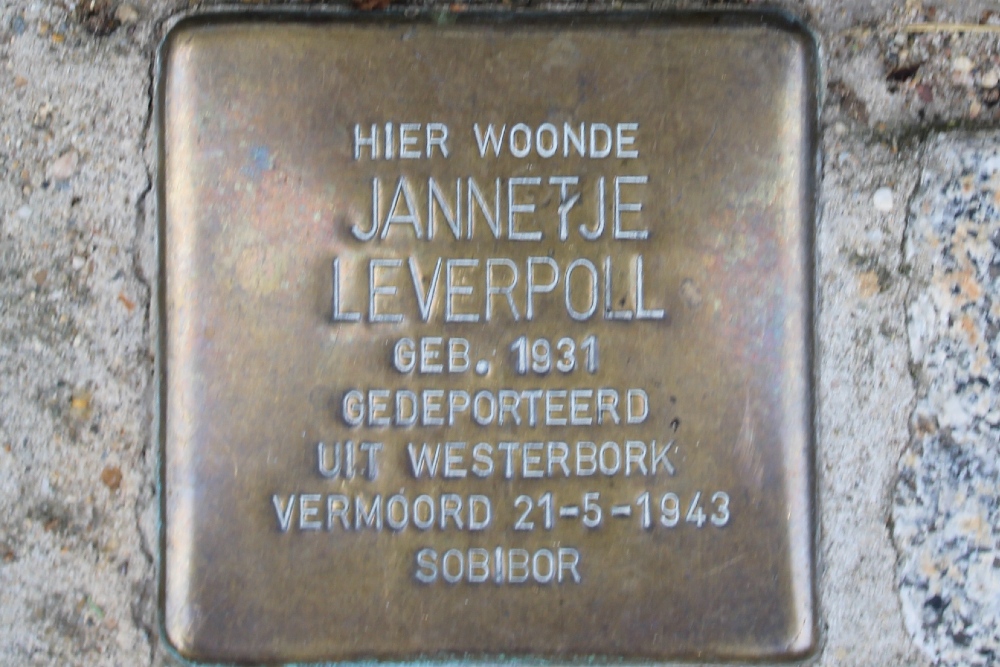 HIER WOONDE
JANNETJE
LEVERPOLL
GEB. 1931
GEDEPORTEERD
UIT WESTERBORK
VERMOORD 21-5-1943
SOBIBOR